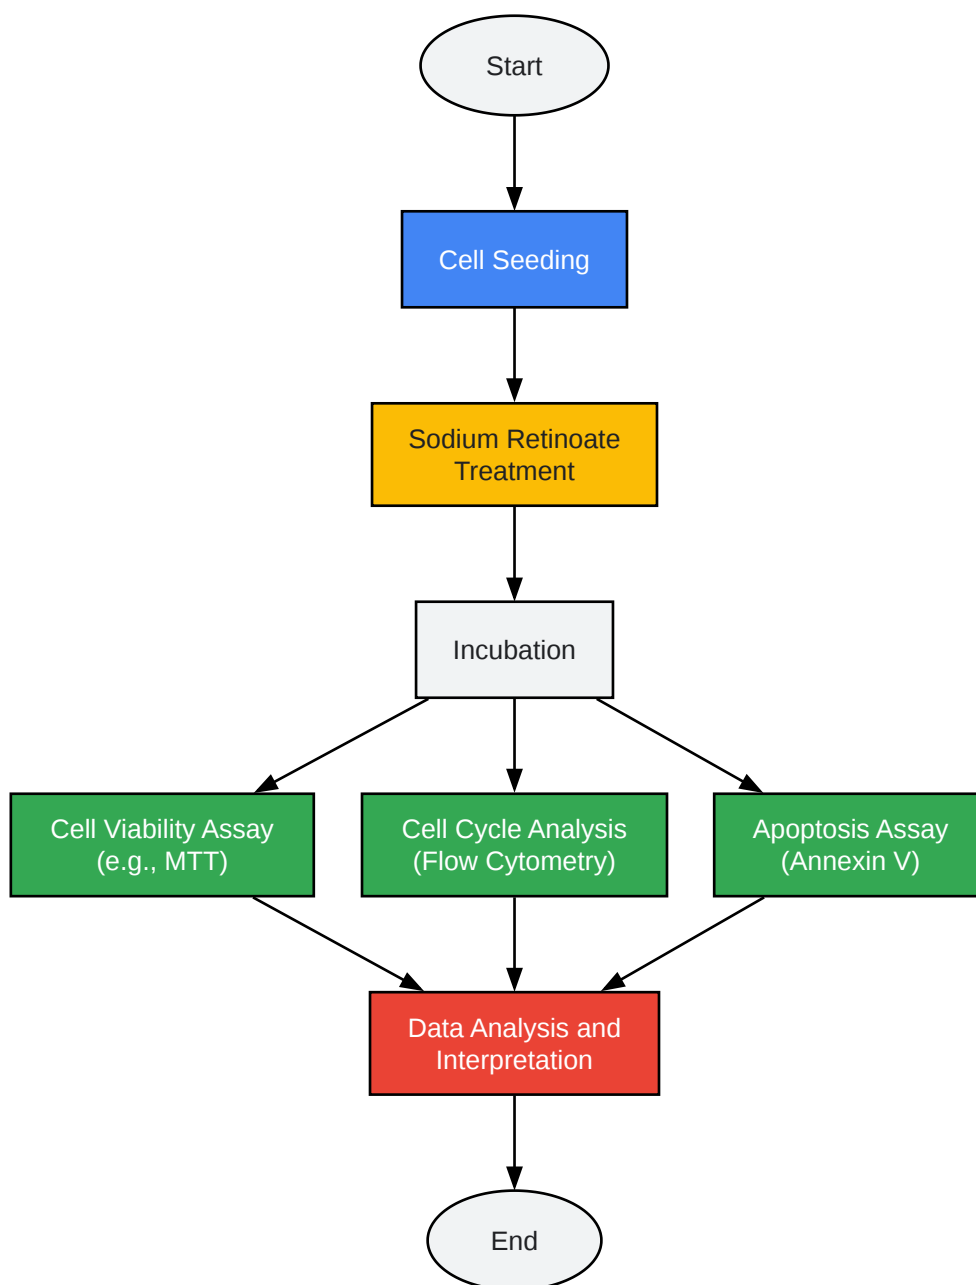 Start
Cell Seeding
Sodium Retinoate
Treatment
Incubation
Cell Viability Assay
(e.g., MTT)
Cell Cycle Analysis
(Flow Cytometry)
Apoptosis Assay
(Annexin V)
Data Analysis and
Interpretation
End